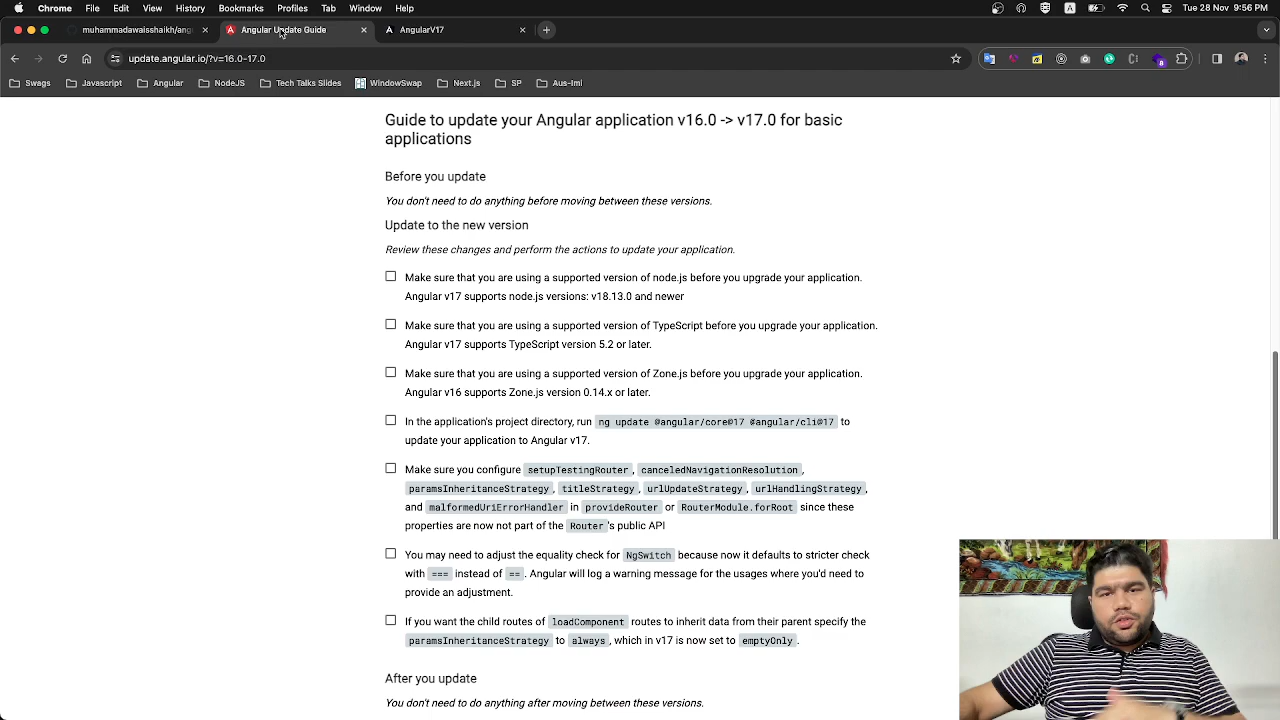 Chrome File Edit View History Bookmarks Profiles Tab Window Help
Tue 28 Nov 9:56 PM
muhammadawaisshaikh/ang
Angular Update Guide
AngularV17
update.angular.io/?v=16.0-17.0
Swags Javascript Angular NodeJS Tech Talks Slides WindowSwap Next.js SP Aus-Imi
Guide to update your Angular application v16.0 -> v17.0 for basic
applications
Before you update
You don't need to do anything before moving between these versions.
Update to the new version
Review these changes and perform the actions to update your application.
Make sure that you are using a supported version of node.js before you upgrade your application.
Angular v17 supports node.js versions: v18.13.0 and newer
Make sure that you are using a supported version of TypeScript before you upgrade your application.
Angular v17 supports TypeScript version 5.2 or later.
Make sure that you are using a supported version of Zone.js before you upgrade your application.
Angular v16 supports Zone.js version 0.14.x or later.
In the application's project directory, run ng update @angular/core@17 @angular/cli@17 to
update your application to Angular v17.
Make sure you configure setupTestingRouter, canceledNavigationResolution,
paramsInheritanceStrategy, titleStrategy, urlUpdateStrategy, urlHandlingStrategy,
and malformedUriErrorHandler in provideRouter or RouterModule.forRoot since these
properties are now not part of the Router's public API
You may need to adjust the equality check for NgSwitch because now it defaults to stricter check
with === instead of ==. Angular will log a warning message for the usages where you'd need to
provide an adjustment.
If you want the child routes of loadComponent routes to inherit data from their parent specify the
paramsInheritanceStrategy to always, which in v17 is now set to emptyOnly.
After you update
You don't need to do anything after moving between these versions.